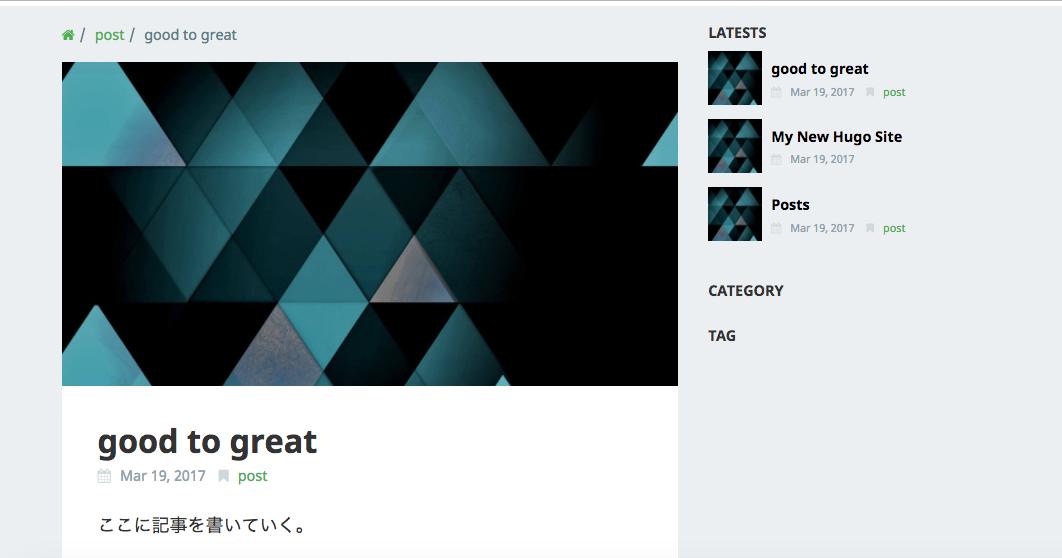 / post / good to great
good to great
Mar 19, 2017 post
ここに記事を書いていく。
LATESTS
good to great
Mar 19, 2017 post
My New Hugo Site
Mar 19, 2017
Posts
Mar 19, 2017 post
CATEGORY
TAG